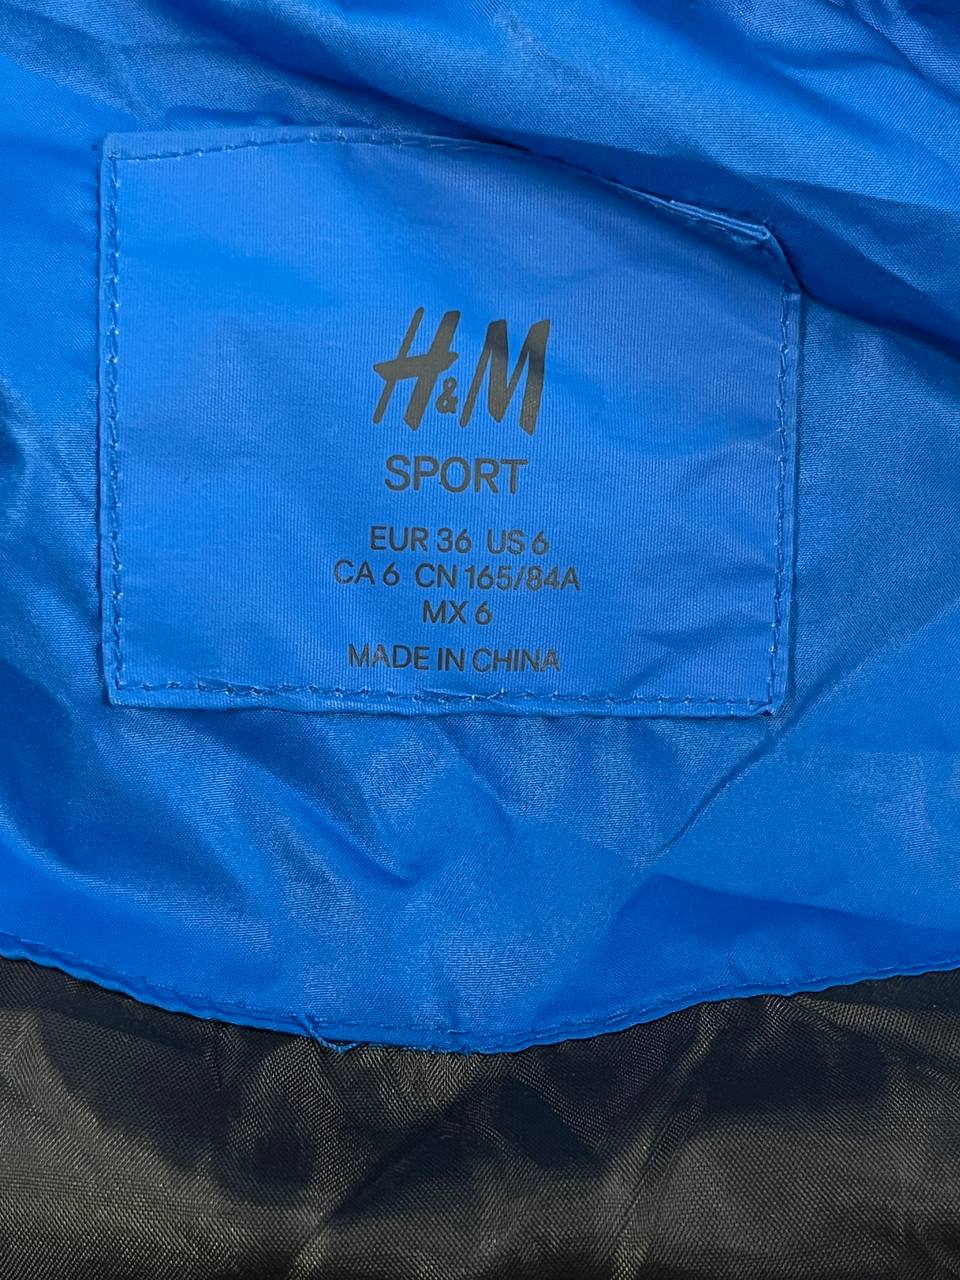 H&M
SPORT
EUR 36 US 6
CA 6 CN 165/84A
MX 6
MADE IN CHINA